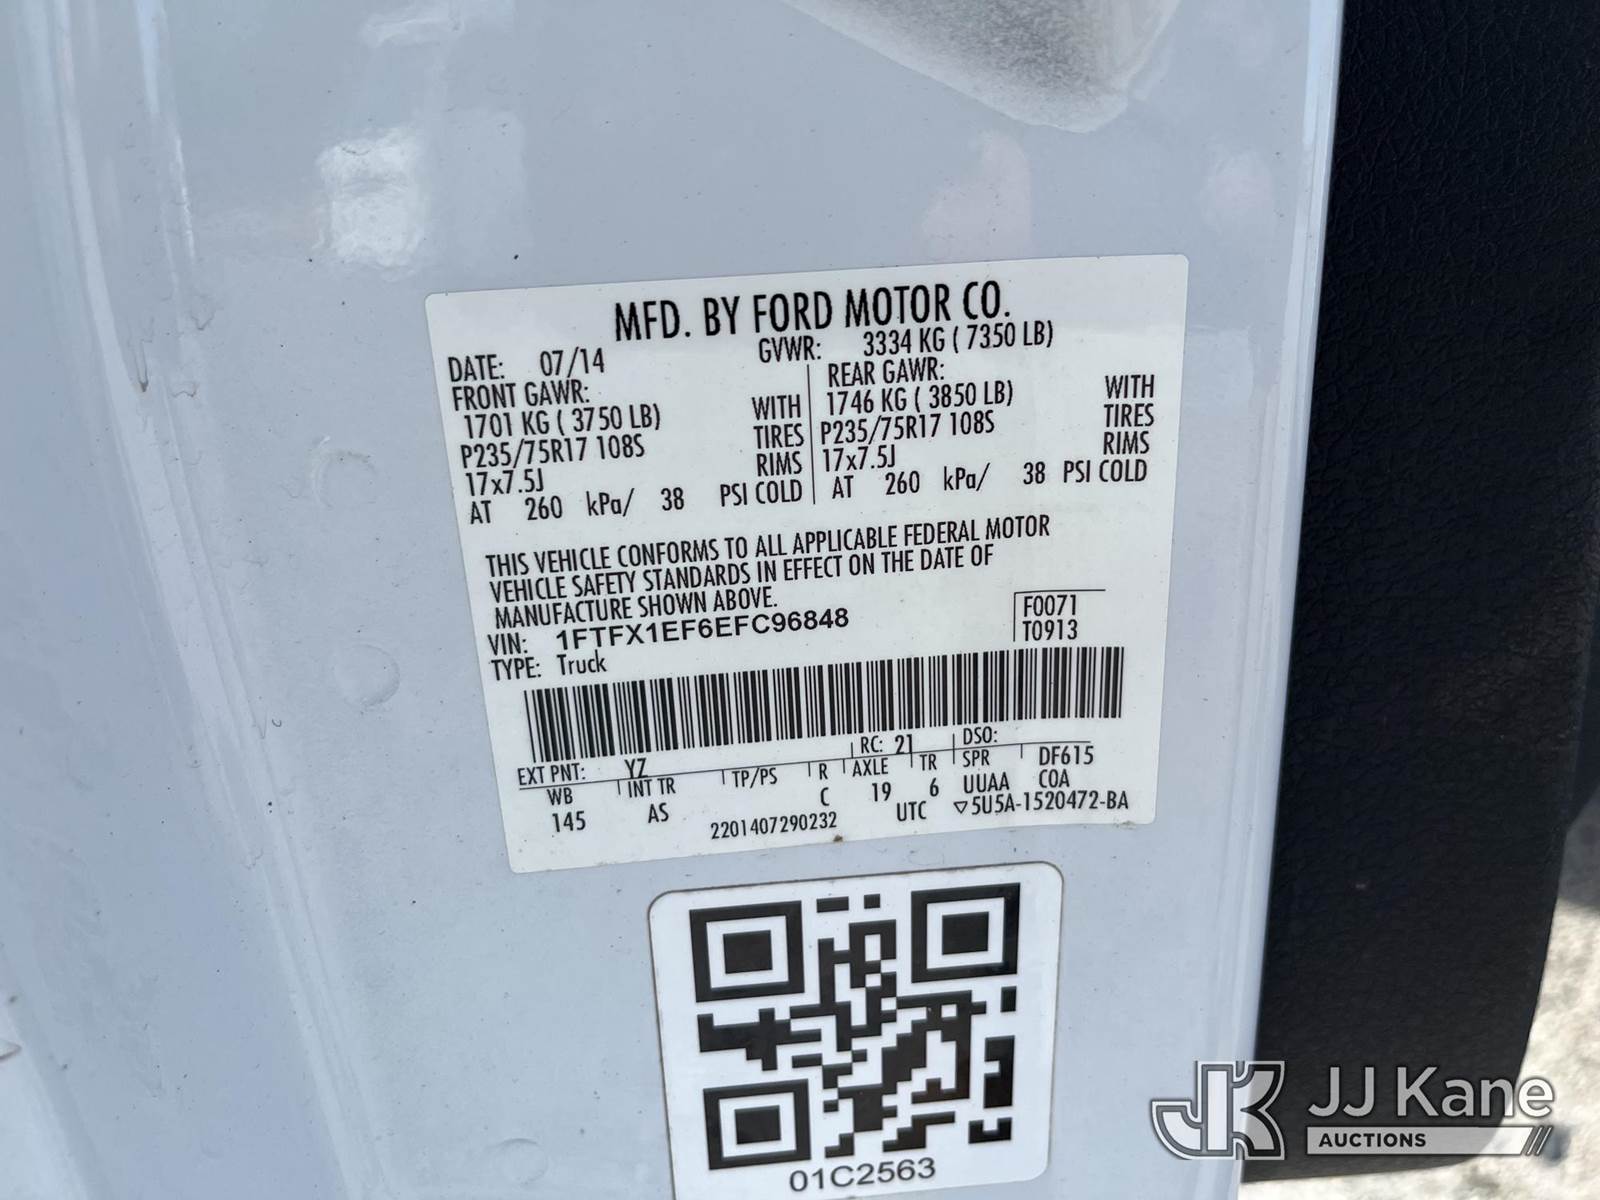 MFD. BY FORD MOTOR CO.
DATE: 07/14 GVWR: 3334 KG ( 7350 LB)
FRONT GAWR: REAR GAWR:
1701 KG ( 3750 LB) WITH 1746 KG ( 3850 LB) WITH
P235/75R17 108S TIRES P235/75R17 108S TIRES
17x7.5J RIMS 17x7.5J RIMS
AT 260 kPa/ 38 PSI COLD AT 260 kPa/ 38 PSI COLD
THIS VEHICLE CONFORMS TO ALL APPLICABLE FEDERAL MOTOR
VEHICLE SAFETY STANDARDS IN EFFECT ON THE DATE OF
MANUFACTURE SHOWN ABOVE.
VIN: 1FTFX1EF6EFC96848 F0071
TYPE: Truck T0913
EXT PNT: YZ RC: 21 DSO:
WB INT TR TP/PS R AXLE TR SPR DF615
145 AS C 19 6 UUAA COA
2201407290232 UTC ▽5U5A-1520472-BA
01C2563
JK JJ Kane
AUCTIONS